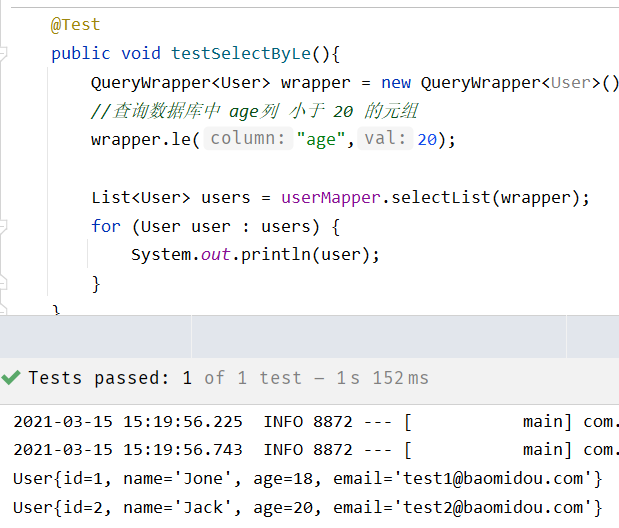 @Test
public void testSelectByLe(){
QueryWrapper<User> wrapper = new QueryWrapper<User>()
//查询数据库中 age列 小于 20 的元组
wrapper.le( column: "age", val: 20);
List<User> users = userMapper.selectList(wrapper);
for (User user : users) {
System.out.println(user);
}
}
Tests passed: 1 of 1 test – 1 s 152 ms
2021-03-15 15:19:56.225  INFO 8872 --- [           main] com.
2021-03-15 15:19:56.743  INFO 8872 --- [           main] com.
User{id=1, name='Jone', age=18, email='test1@baomidou.com'}
User{id=2, name='Jack', age=20, email='test2@baomidou.com'}